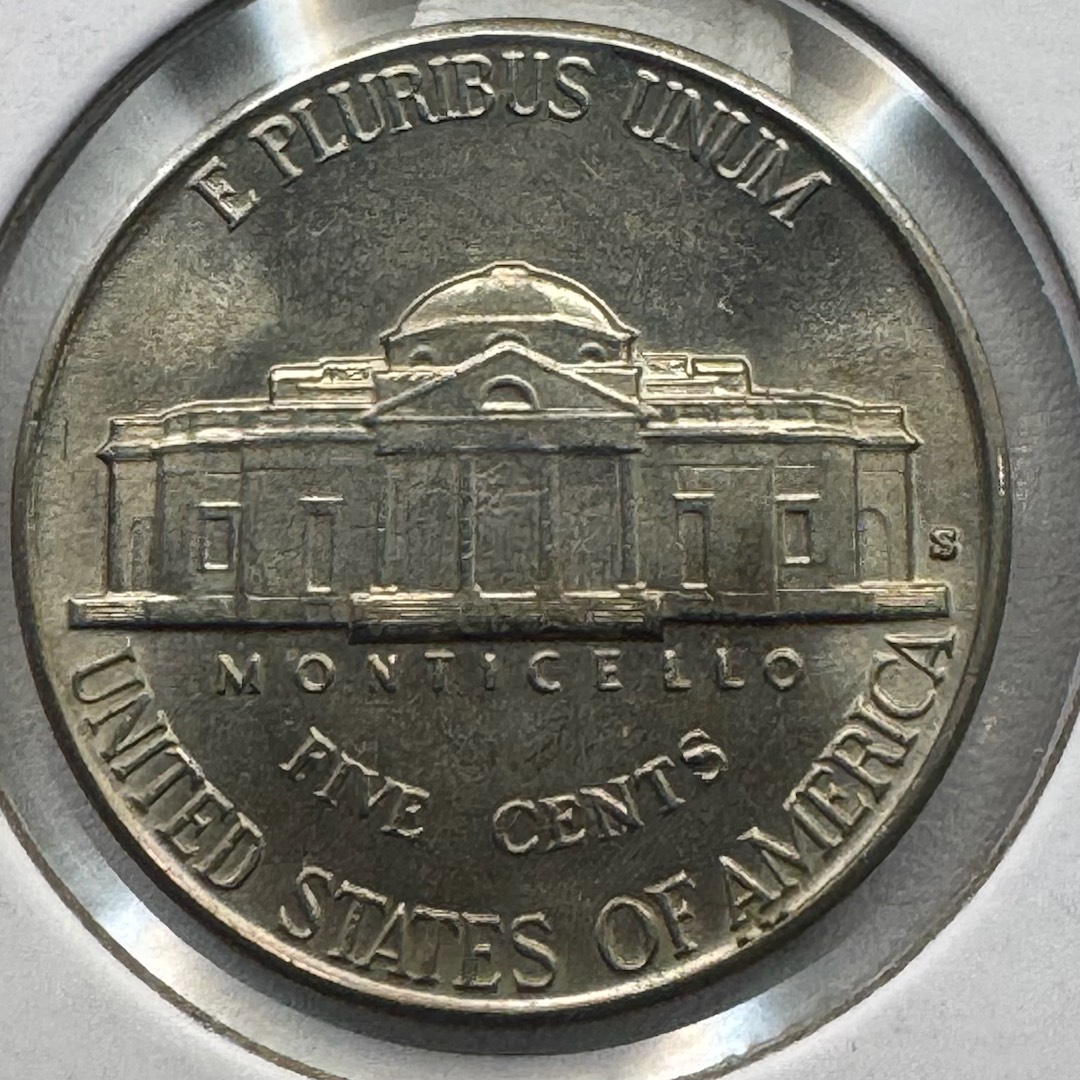 E PLURIBUS UNUM
S
MONTICELLO
FIVE CENTS
UNITED STATES OF AMERICA